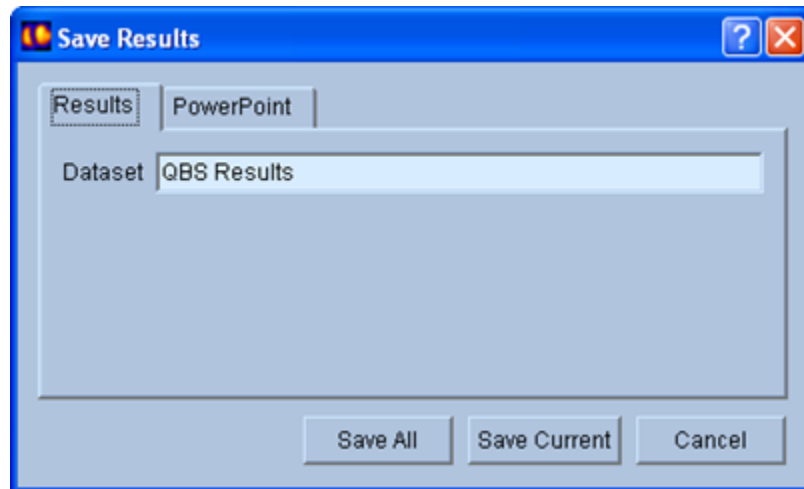 Save Results
Results PowerPoint
Dataset QBS Results
Save All Save Current Cancel